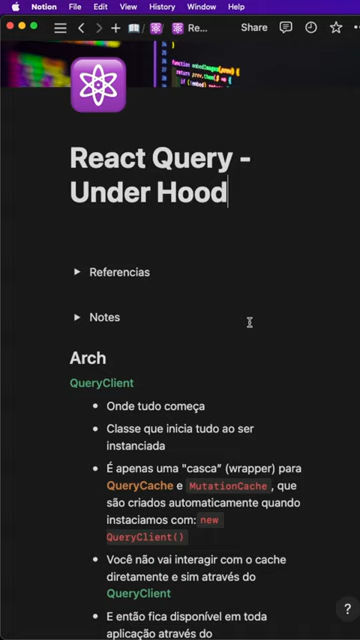 Notion File Edit View History Window Help
Re... Share
React Query -
Under Hood
Referencias
Notes
Arch
QueryClient
Onde tudo começa
Classe que inicia tudo ao ser
instanciada
É apenas uma "casca" (wrapper) para
QueryCache e MutationCache, que
são criados automaticamente quando
instaciamos com: new
QueryClient()
Você não vai interagir com o cache
diretamente e sim através do
QueryClient
E então fica disponível em toda
aplicação através do
?